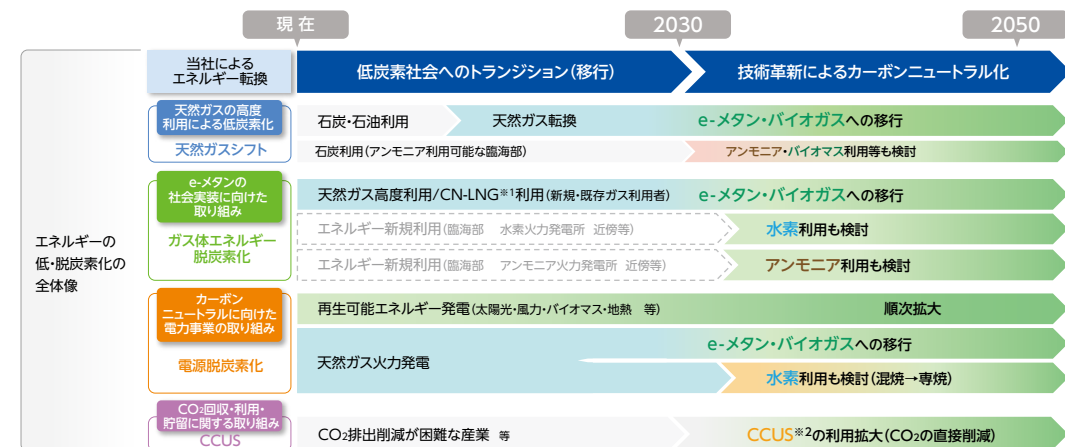 現在
2030
2050
当社による
エネルギー転換
低炭素社会へのトランジション(移行)
技術革新によるカーボンニュートラル化
エネルギーの
低・脱炭素化の
全体像
天然ガスの高度
利用による低炭素化
天然ガスシフト
石炭・石油利用
天然ガス転換
e-メタン・バイオガスへの移行
石炭利用(アンモニア利用可能な臨海部)
アンモニア・バイオマス利用等も検討
e-メタンの
社会実装に向けた
取り組み
ガス体エネルギー
脱炭素化
天然ガス高度利用/CN-LNG※1利用(新規・既存ガス利用者)
e-メタン・バイオガスへの移行
エネルギー新規利用(臨海部 水素火力発電所 近傍等)
水素利用も検討
エネルギー新規利用(臨海部 アンモニア火力発電所 近傍等)
アンモニア利用も検討
カーボン
ニュートラルに向けた
電力事業の取り組み
電源脱炭素化
再生可能エネルギー発電(太陽光・風力・バイオマス・地熱 等)
順次拡大
天然ガス火力発電
e-メタン・バイオガスへの移行
水素利用も検討(混焼→専焼)
CO2回収・利用・
貯留に関する取り組み
CCUS
CO2排出削減が困難な産業 等
CCUS※2の利用拡大(CO2の直接削減)